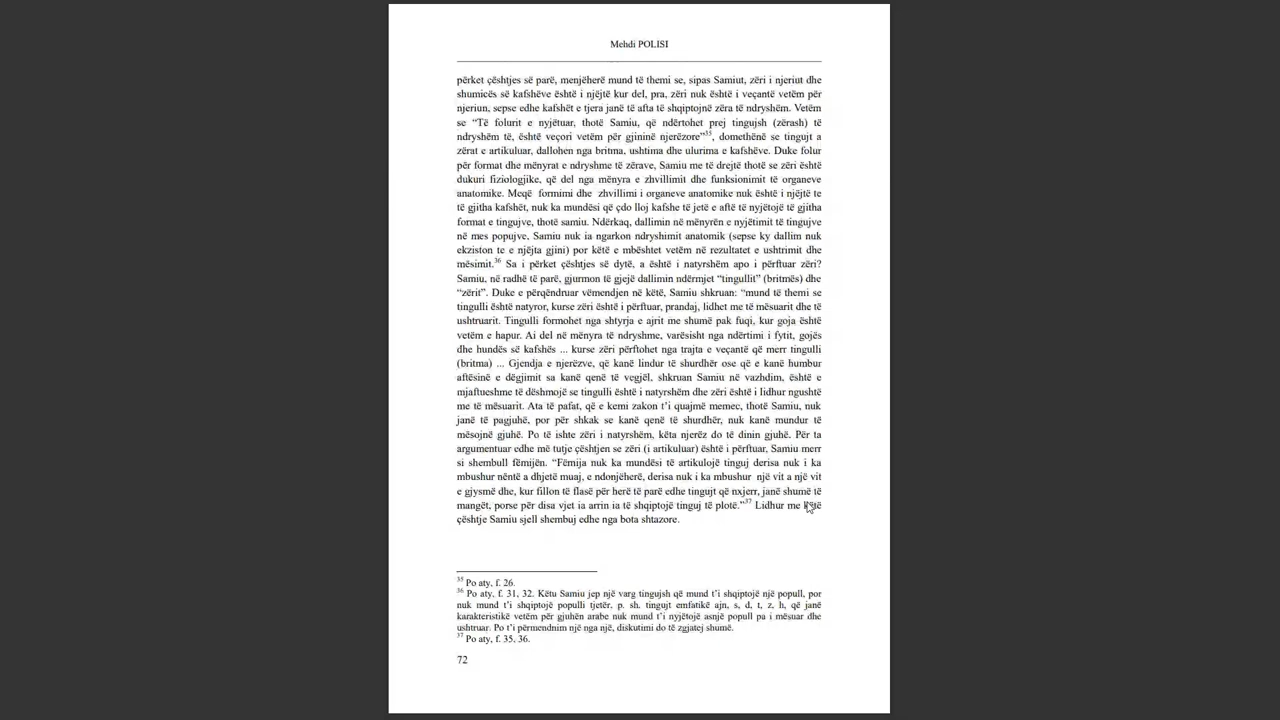 Mehdi POLISI
përket çështjes së parë, menjëherë mund të themi se, sipas Samiut, zëri i njeriut dhe
shumicës së kafshëve është i njëjtë kur del, pra, zëri nuk është i veçantë vetëm për
njeriun, sepse edhe kafshët e tjera janë të afta të shqiptojnë zëra të ndryshëm. Vetëm
se “Të folurit e nyjëtuar, thotë Samiu, që ndërtohet prej tingujsh (zërash) të
ndryshëm të, është veçori vetëm për gjininë njerëzore”35, domethënë se tingujt a
zërat e artikuluar, dallohen nga britma, ushtima dhe ulurima e kafshëve. Duke folur
për format dhe mënyrat e ndryshme të zërave, Samiu me të drejtë thotë se zëri është
dukuri fiziologjike, që del nga mënyra e zhvillimit dhe funksionimit të organeve
anatomike. Meqë formimi dhe zhvillimi i organeve anatomike nuk është i njëjtë te
të gjitha kafshët, nuk ka mundësi që çdo lloj kafshe të jetë e aftë të nyjëtojë të gjitha
format e tingujve, thotë samiu. Ndërkaq, dallimin në mënyrën e nyjëtimit të tingujve
në mes popujve, Samiu nuk ia ngarkon ndryshimit anatomik (sepse ky dallim nuk
ekziston te e njëjta gjini) por këtë e mbështet vetëm në rezultatet e ushtrimit dhe
mësimit.36 Sa i përket çështjes së dytë, a është i natyrshëm apo i përftuar zëri?
Samiu, në radhë të parë, gjurmon të gjejë dallimin ndërmjet “tingullit” (britmës) dhe
“zërit”. Duke e përqëndruar vëmendjen në këtë, Samiu shkruan: “mund të themi se
tingulli është natyror, kurse zëri është i përftuar, prandaj, lidhet me të mësuarit dhe të
ushtruarit. Tingulli formohet nga shtyrja e ajrit me shumë pak fuqi, kur goja është
vetëm e hapur. Ai del në mënyra të ndryshme, varësisht nga ndërtimi i fytit, gojës
dhe hundës së kafshës ... kurse zëri përftohet nga trajta e veçantë që merr tingulli
(britma) ... Gjendja e njerëzve, që kanë lindur të shurdhër ose që e kanë humbur
aftësinë e dëgjimit sa kanë qenë të vegjël, shkruan Samiu në vazhdim, është e
mjaftueshme të dëshmojë se tingulli është i natyrshëm dhe zëri është i lidhur ngushtë
me të mësuarit. Ata të pafat, që e kemi zakon t’i quajmë memec, thotë Samiu, nuk
janë të pagjuhë, por për shkak se kanë qenë të shurdhër, nuk kanë mundur të
mësojnë gjuhë. Po të ishte zëri i natyrshëm, këta njerëz do të dinin gjuhë. Për ta
argumentuar edhe më tutje çështjen se zëri (i artikuluar) është i përftuar, Samiu merr
si shembull fëmijën. “Fëmija nuk ka mundësi të artikulojë tinguj derisa nuk i ka
mbushur nëntë a dhjetë muaj, e ndonjëherë, derisa nuk i ka mbushur një vit a një vit
e gjysmë dhe, kur fillon të flasë për herë të parë edhe tingujt që nxjerr, janë shumë të
mangët, porse për disa vjet ia arrin ia të shqiptojë tinguj të plotë.”37 Lidhur me këtë
çështje Samiu sjell shembuj edhe nga bota shtazore.
35 Po aty, f. 26.
36 Po aty, f. 31, 32. Këtu Samiu jep një varg tingujsh që mund t’i shqiptojë një popull, por
nuk mund t’i shqiptojë populli tjetër, p. sh. tingujt emfatikë ajn, s, d, t, z, h, që janë
karakteristikë vetëm për gjuhën arabe nuk mund t’i nyjëtojë asnjë popull pa i mësuar dhe
ushtruar. Po t’i përmendnim një nga një, diskutimi do të zgjatej shumë.
37 Po aty, f. 35, 36.
72